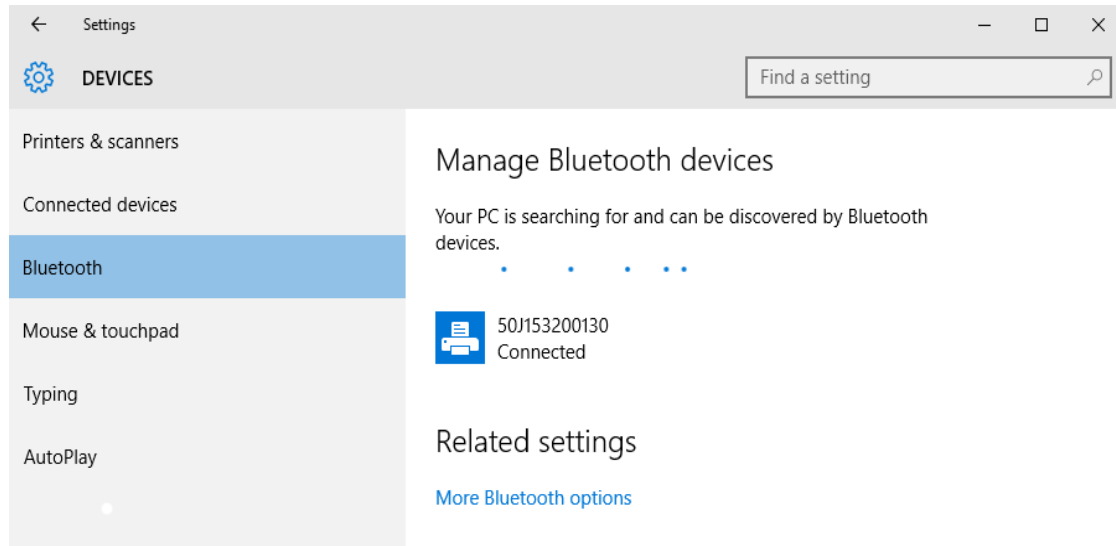 Settings
DEVICES
Find a setting
Printers & scanners
Connected devices
Bluetooth
Mouse & touchpad
Typing
AutoPlay
Manage Bluetooth devices
Your PC is searching for and can be discovered by Bluetooth
devices.
50J153200130
Connected
Related settings
More Bluetooth options